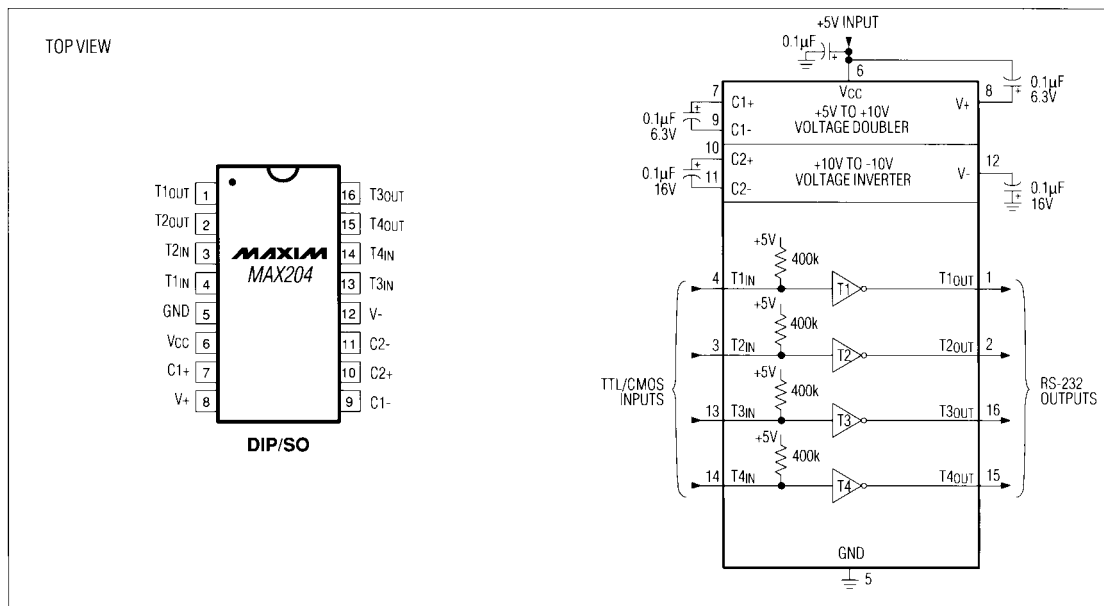 TOP VIEW
T1OUT 1
T2OUT 2
T2IN 3
T1IN 4
GND 5
VCC 6
C1+ 7
V+ 8
16 T3OUT
15 T4OUT
14 T4IN
13 T3IN
12 V-
11 C2-
10 C2+
9 C1-
MAXIM
MAX204
DIP/SO
+5V INPUT
0.1µF
+
6
VCC
+5V TO +10V
VOLTAGE DOUBLER
7 C1+
+
0.1µF
6.3V
9 C1-
V+ 8
0.1µF
+ 6.3V
+10V TO -10V
VOLTAGE INVERTER
10 C2+
+
0.1µF
16V
11 C2-
V- 12
0.1µF
+ 16V
+5V
400k
4 T1IN T1 T1OUT 1
+5V
400k
3 T2IN T2 T2OUT 2
TTL/CMOS
INPUTS
RS-232
OUTPUTS
+5V
400k
13 T3IN T3 T3OUT 16
+5V
400k
14 T4IN T4 T4OUT 15
GND
5